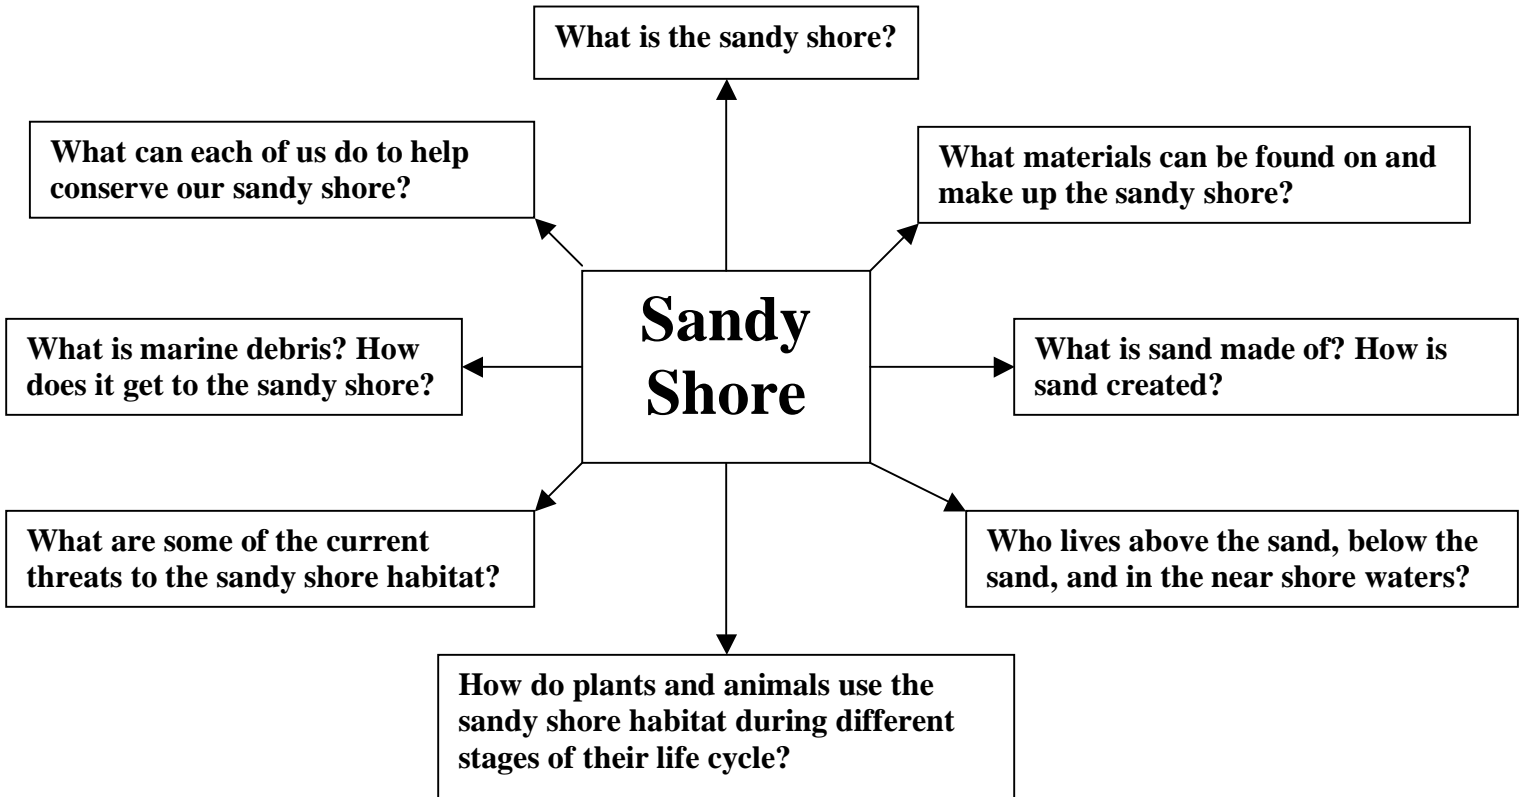 What is the sandy shore?
What can each of us do to help
conserve our sandy shore?
What materials can be found on and
make up the sandy shore?
Sandy
Shore
What is marine debris? How
does it get to the sandy shore?
What is sand made of? How is
sand created?
What are some of the current
threats to the sandy shore habitat?
Who lives above the sand, below the
sand, and in the near shore waters?
How do plants and animals use the
sandy shore habitat during different
stages of their life cycle?